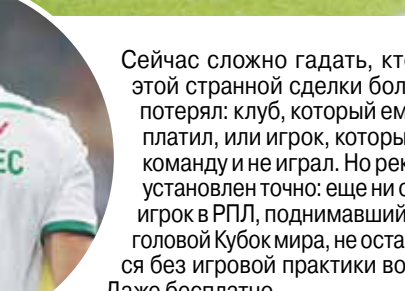 Сейчас сложно гадать, кто
этой странной сделки бол
потерял: клуб, который ем
платил, или игрок, которы
команду и не играл. Но рек
установлен точно: еще ни о
игрок в РПЛ, поднимавший
головой Кубок мира, не оста
ся без игровой практики во
Даже бесплатно
ЕС